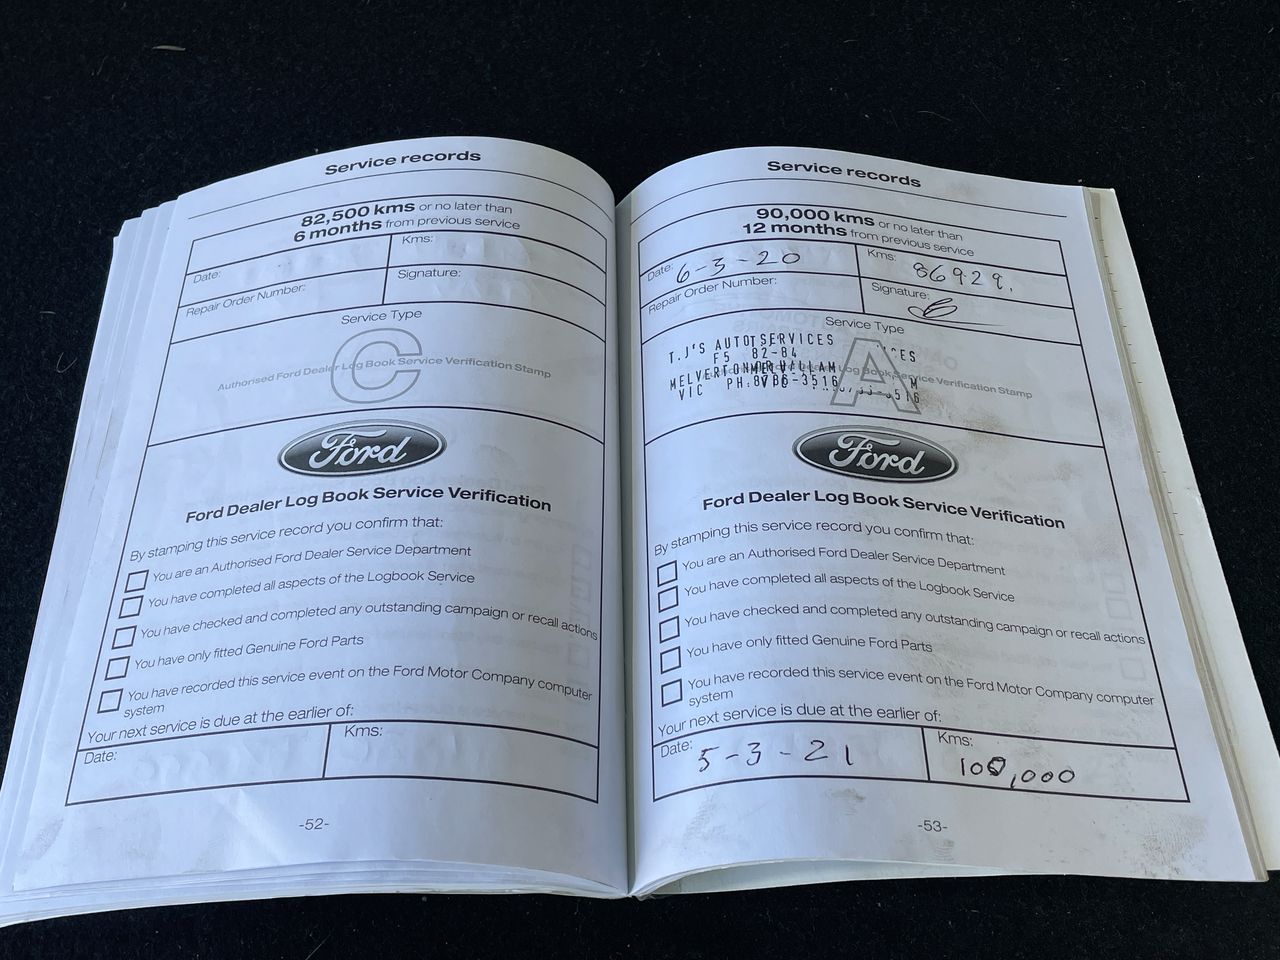 Service records
82,500 kms or no later than
6 months from previous service
Date:
Kms:
Repair Order Number:
Signature:
Service Type
C
Authorised Ford Dealer Log Book Service Verification Stamp
Ford
Ford Dealer Log Book Service Verification
By stamping this service record you confirm that:
You are an Authorised Ford Dealer Service Department
You have completed all aspects of the Logbook Service
You have checked and completed any outstanding campaign or recall actions
You have only fitted Genuine Ford Parts
You have recorded this service event on the Ford Motor Company computer
system
Your next service is due at the earlier of:
Date:
Kms:
-52-
Service records
90,000 kms or no later than
12 months from previous service
Date: 6-3-20
Kms: 86929.
Repair Order Number:
Signature:
Service Type
A
T.J'S AUTOTSERVICES
F5 82-84
VIC PH.
Log Book Service Verification Stamp
Ford
Ford Dealer Log Book Service Verification
By stamping this service record you confirm that:
You are an Authorised Ford Dealer Service Department
You have completed all aspects of the Logbook Service
You have checked and completed any outstanding campaign or recall actions
You have only fitted Genuine Ford Parts
You have recorded this service event on the Ford Motor Company computer
system
Your next service is due at the earlier of:
Date: 5-3-21
Kms: 100,000
-53-